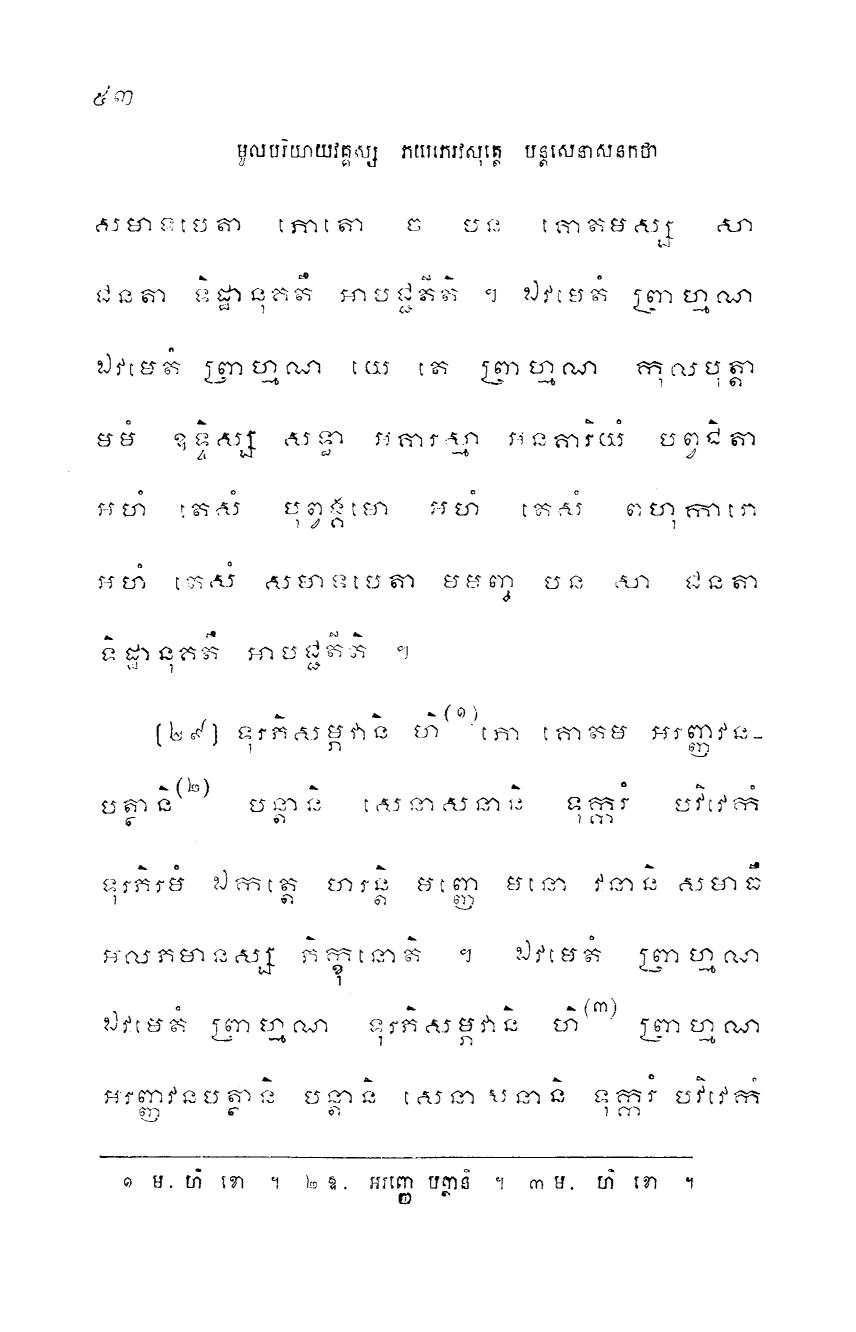 ៥៣
មូលបរិយាយវគ្គស្ស ភយភេរវសុត្តេ បន្តសេនាសនកថា
សមាទបេតា ភោតោ ច បន គោតមស្ស សា
ជនតា ទិដ្ឋានុគតឹ អាបជ្ជតីតិ ។ ឯវមេតំ ព្រាហ្មណ
ឯវមេតំ ព្រាហ្មណ យេ តេ ព្រាហ្មណ កុលបុត្តា
មមំ ឧទ្ទិស្ស សទ្ធា អគារស្មា អនគារិយំ បព្វជិតា
អហំ តេសំ បុព្វង្គមោ អហំ តេសំ ពហុការោ
អហំ តេសំ សមាទបេតា មមញ្ច បន សា ជនតា
ទិដ្ឋានុគតឹ អាបជ្ជតីតិ ។
[២៩] ទុរភិសម្ភវានិ ហិ(១) ភោ គោតម អរញ្ញវន-
បត្ថានិ(២) បន្តានិ សេនាសនានិ ទុក្ករំ បវិវេកំ
ទុរភិរមំ ឯកត្តេ ហរន្តិ មញ្ញេ មនោ វនានិ សមាធឹ
អលភមានស្ស ភិក្ខុនោតិ ។ ឯវមេតំ ព្រាហ្មណ
ឯវមេតំ ព្រាហ្មណ ទុរភិសម្ភវានិ ហិ(៣) ព្រាហ្មណ
អរញ្ញវនបត្ថានិ បន្តានិ សេនាសនានិ ទុក្ករំ បវិវេកំ
១ ម. ហិ ខោ ។ ២ ឧ. អរញ្ញេ បត្ថានិ ។ ៣ ម. ហិ ខោ ។